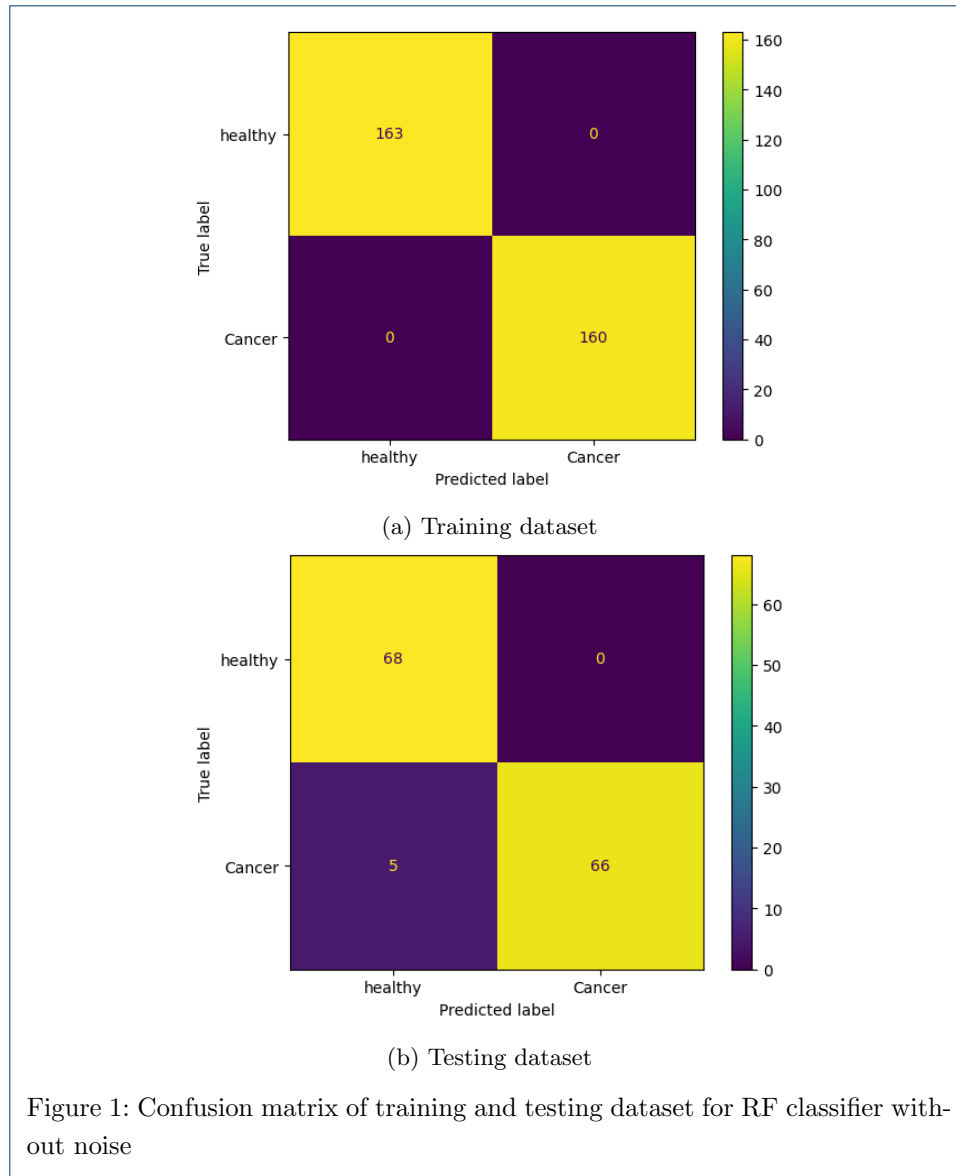 163
0
0
160
healthy
Cancer
True label
healthy
Cancer
Predicted label
160
140
120
100
80
60
40
20
0
(a) Training dataset
68
0
5
66
healthy
Cancer
True label
healthy
Cancer
Predicted label
60
50
40
30
20
10
0
(b) Testing dataset
Figure 1: Confusion matrix of training and testing dataset for RF classifier with-
out noise